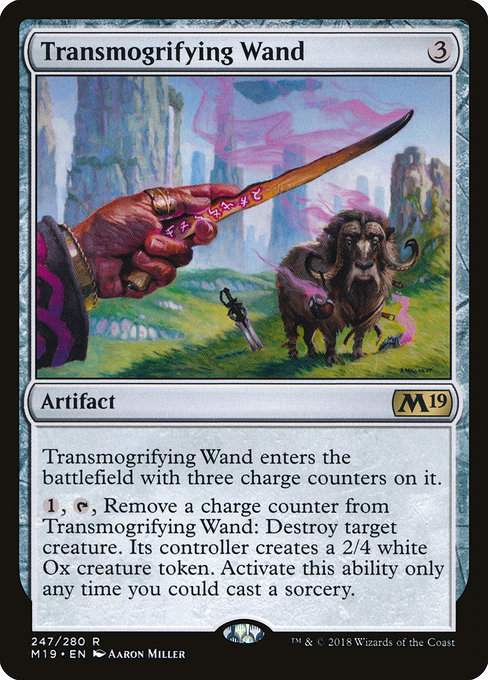 Transmogrifying Wand 3
Artifact M19
Transmogrifying Wand enters the
battlefield with three charge counters on it.
1, , Remove a charge counter from
Transmogrifying Wand: Destroy target
creature. Its controller creates a 2/4 white
Ox creature token. Activate this ability only
any time you could cast a sorcery.
247/280 R
M19 • EN Aaron Miller
™ & © 2018 Wizards of the Coast